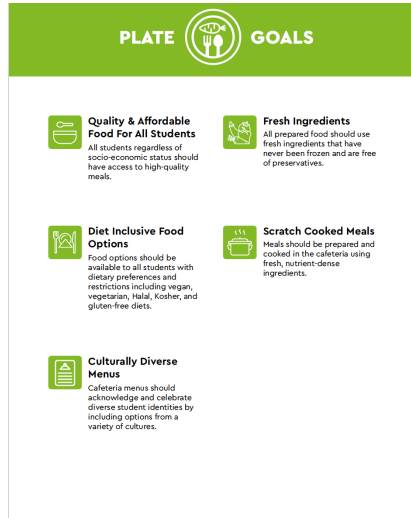 PLATE GOALS
Quality & Affordable
Food For All Students
All students regardless of
socio-economic status should
have access to high-quality
meals.
Fresh Ingredients
All prepared food should use
fresh ingredients that have
never been frozen and are free
of preservatives.
Diet Inclusive Food
Options
Food options should be
available to all students with
dietary preferences and
restrictions including vegan,
vegetarian, Halal, Kosher, and
gluten-free diets.
Scratch Cooked Meals
Meals should be prepared and
cooked in the cafeteria using
fresh, nutrient-dense
ingredients.
Culturally Diverse
Menus
Cafeteria menus should
acknowledge and celebrate
diverse student identities by
including options from a
variety of cultures.